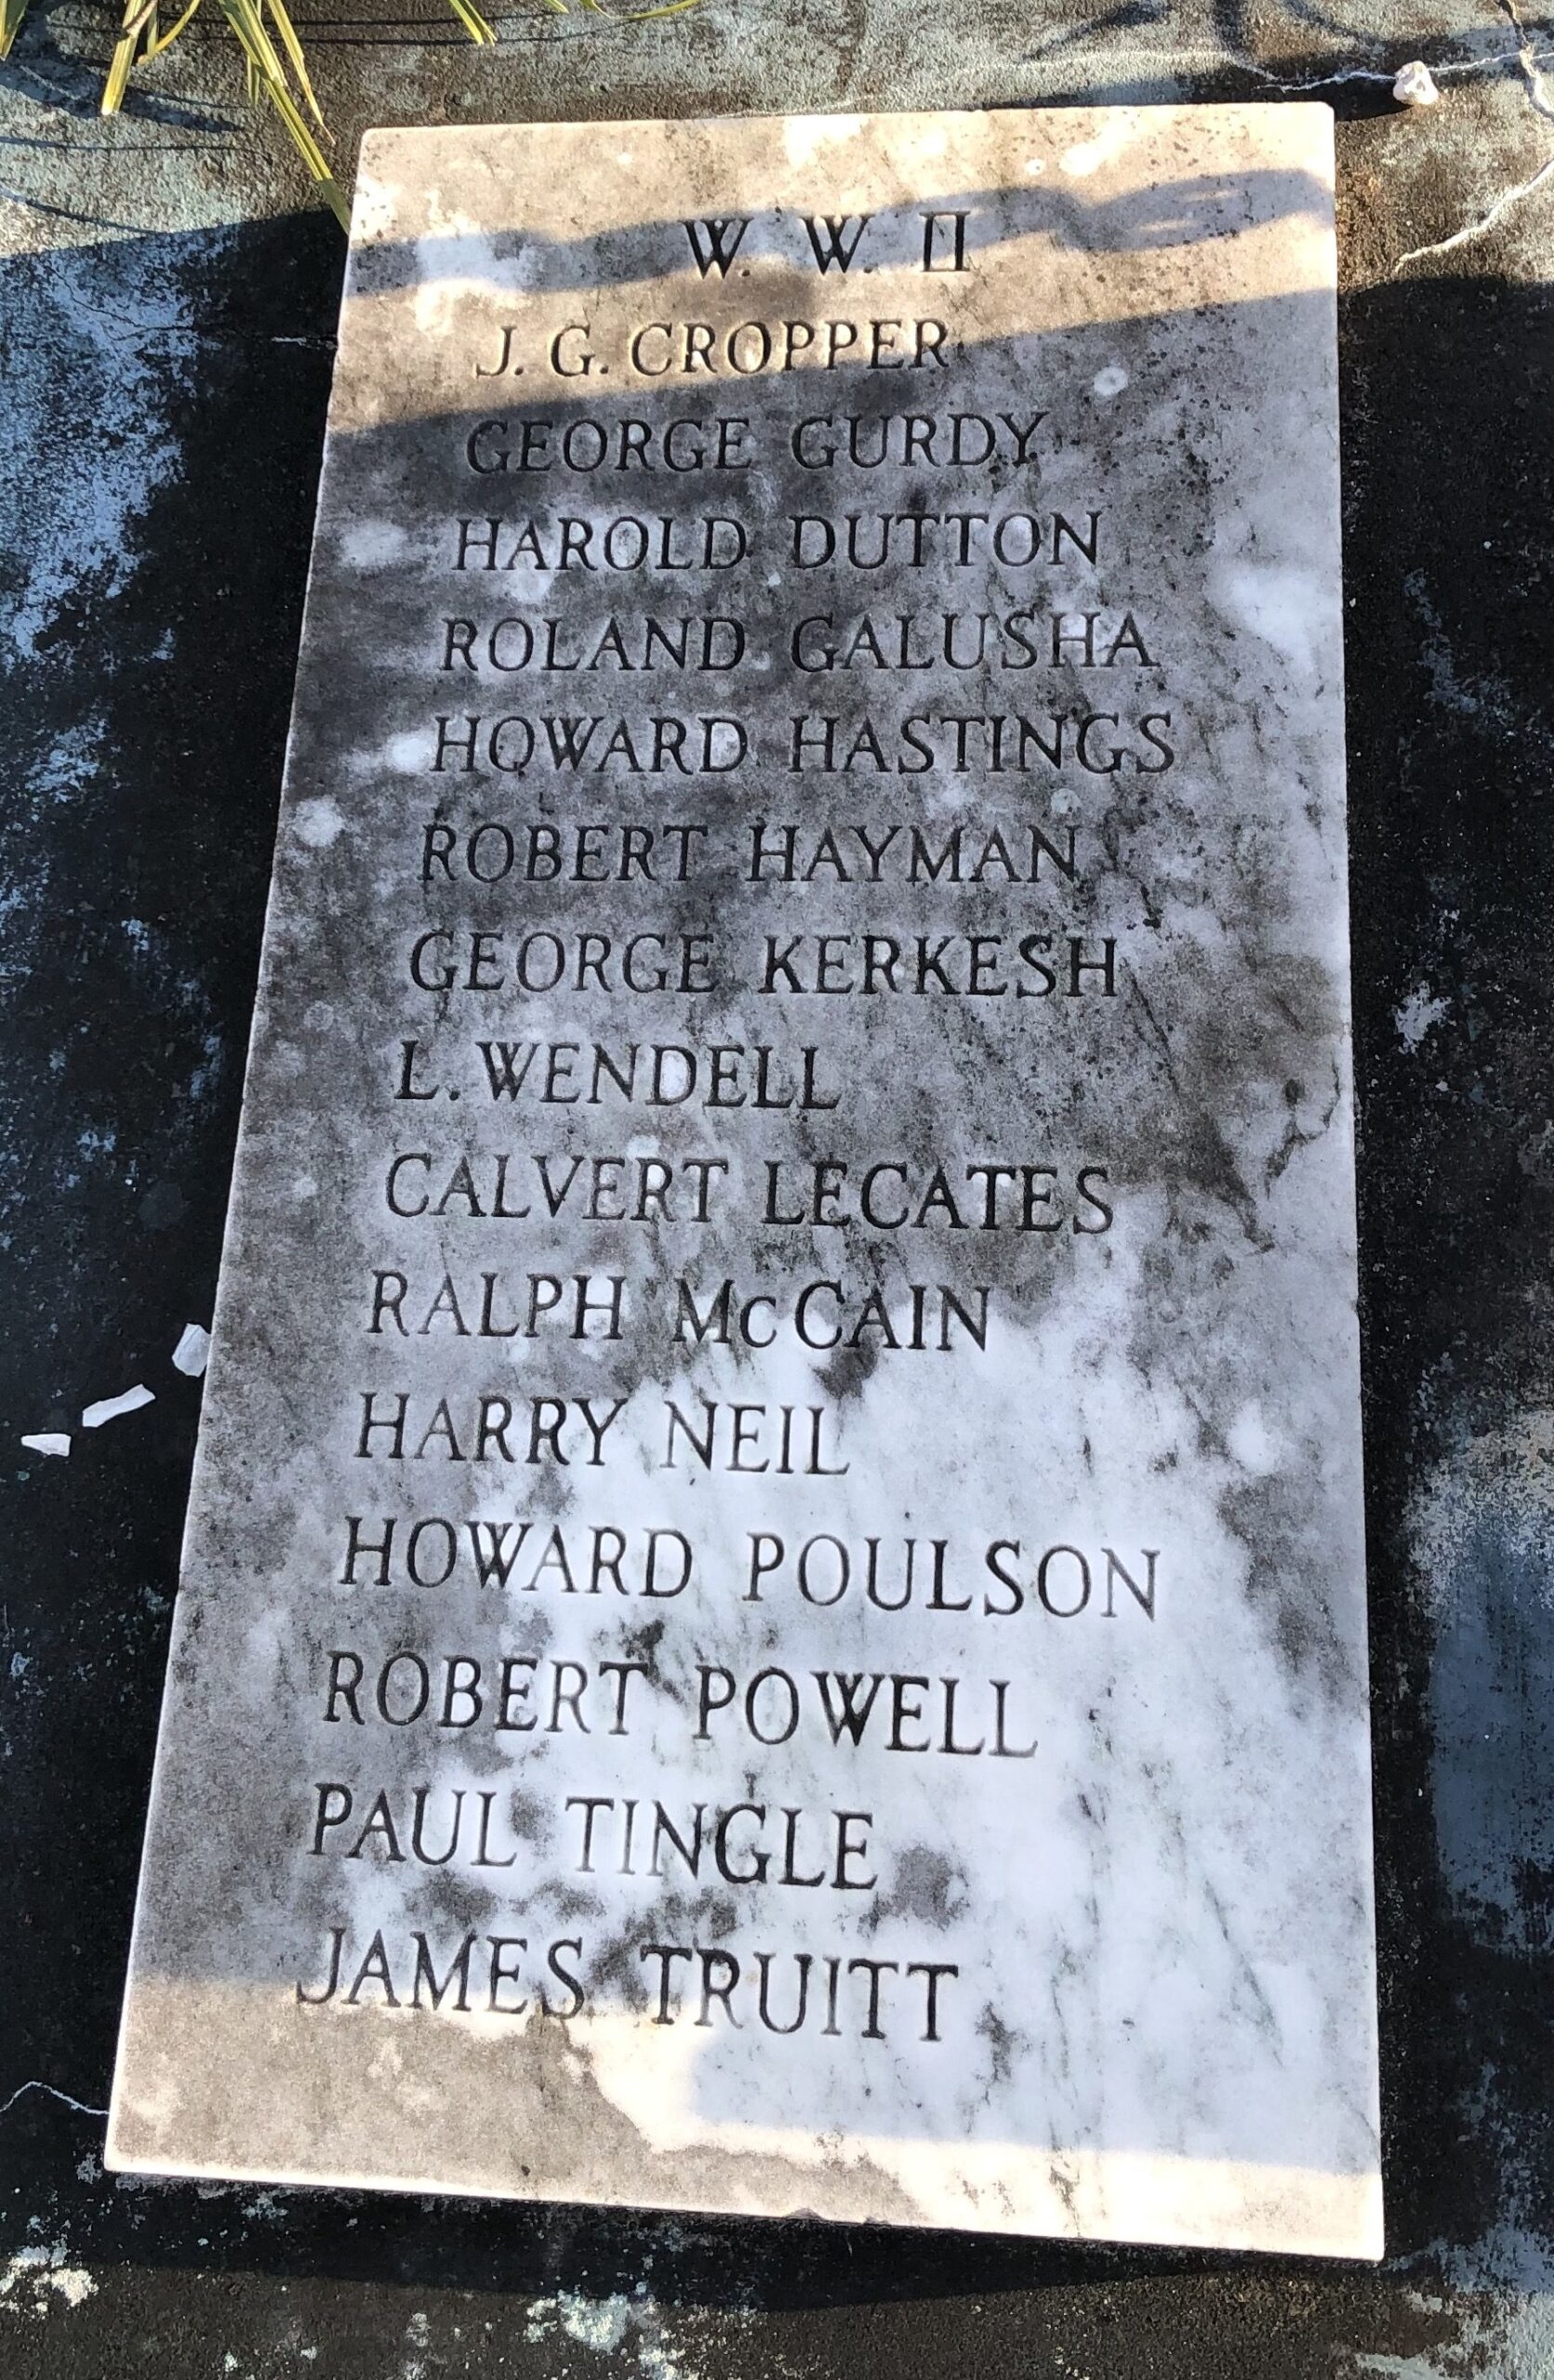 W. W. II
J. G. CROPPER
GEORGE GURDY
HAROLD DUTTON
ROLAND GALUSHA
HOWARD HASTINGS
ROBERT HAYMAN
GEORGE KERKESH
L. WENDELL
CALVERT LECATES
RALPH McCAIN
HARRY NEIL
HOWARD POULSON
ROBERT POWELL
PAUL TINGLE
JAMES TRUITT